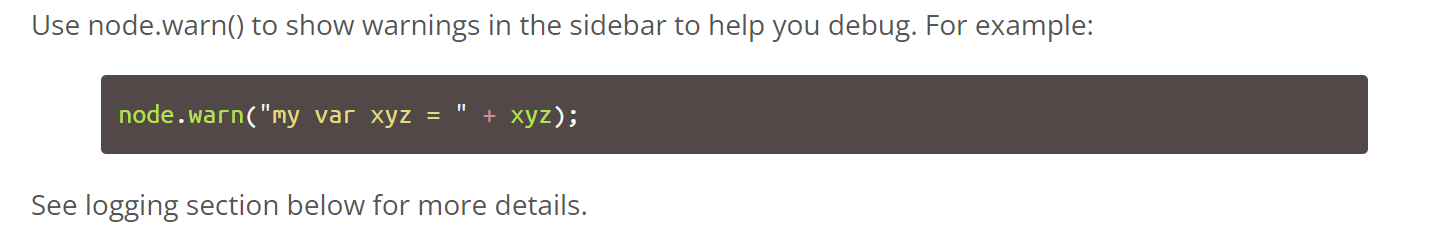 Use node.warn() to show warnings in the sidebar to help you debug. For example:
node.warn("my var xyz = " + xyz);
See logging section below for more details.